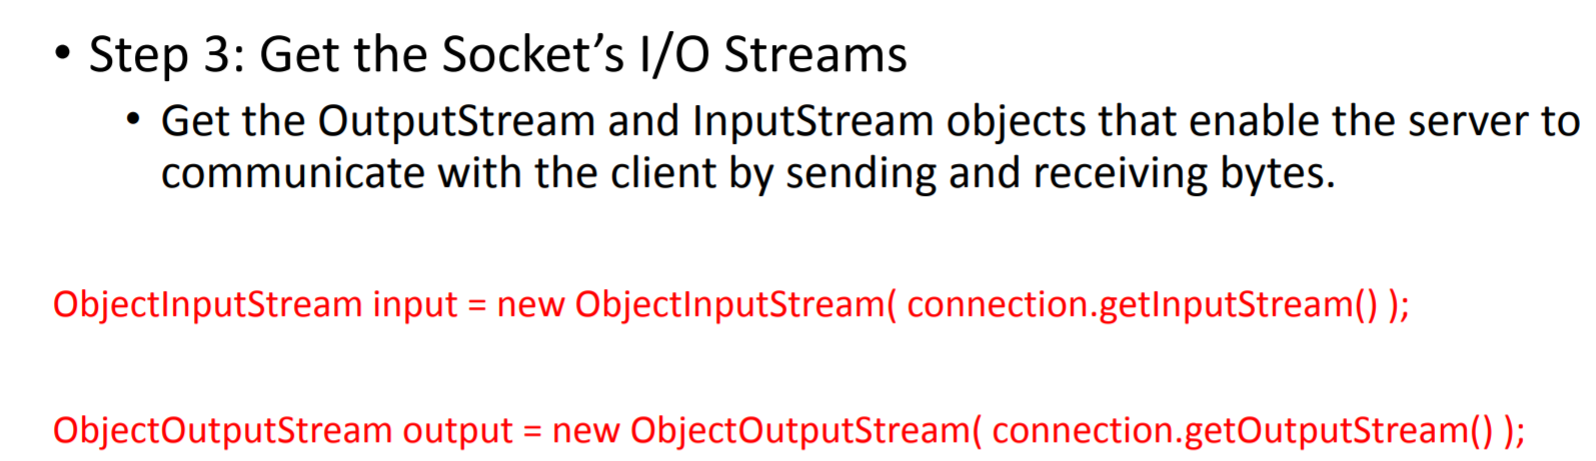 • Step 3: Get the Socket’s I/O Streams
• Get the OutputStream and InputStream objects that enable the server to
communicate with the client by sending and receiving bytes.
ObjectInputStream input = new ObjectInputStream( connection.getInputStream() );
ObjectOutputStream output = new ObjectOutputStream( connection.getOutputStream() );